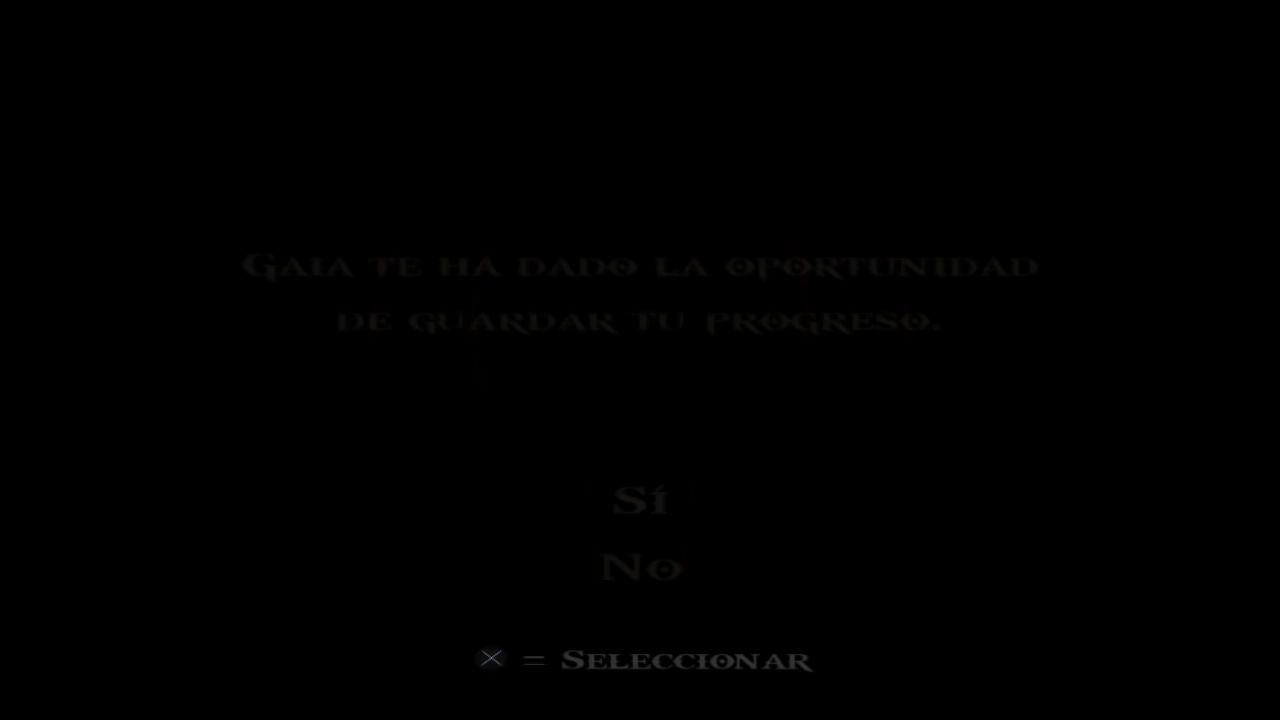 Gaia te ha dado la oportunidad
de guardar tu progreso.
Sí
No
= Seleccionar